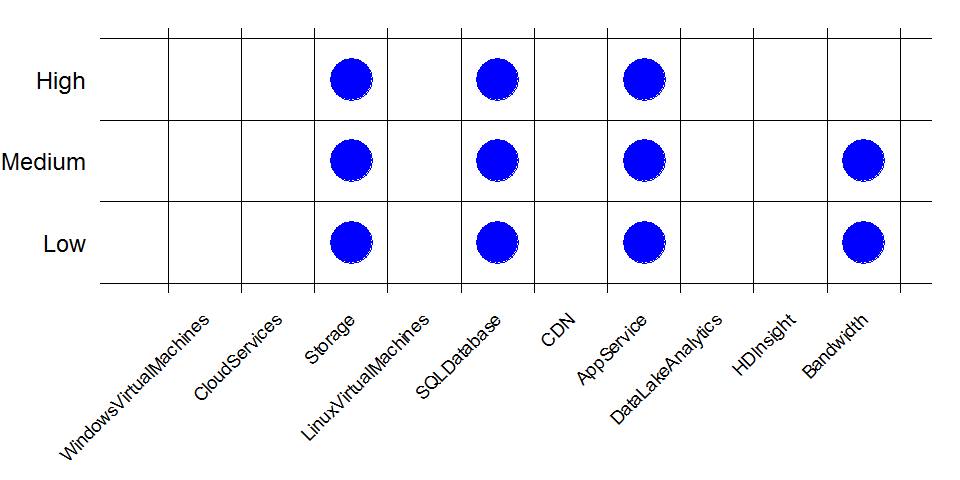 High
Medium
Low
WindowsVirtualMachines
CloudServices
Storage
LinuxVirtualMachines
SQLDatabase
CDN
AppService
DataLakeAnalytics
HDInsight
Bandwidth